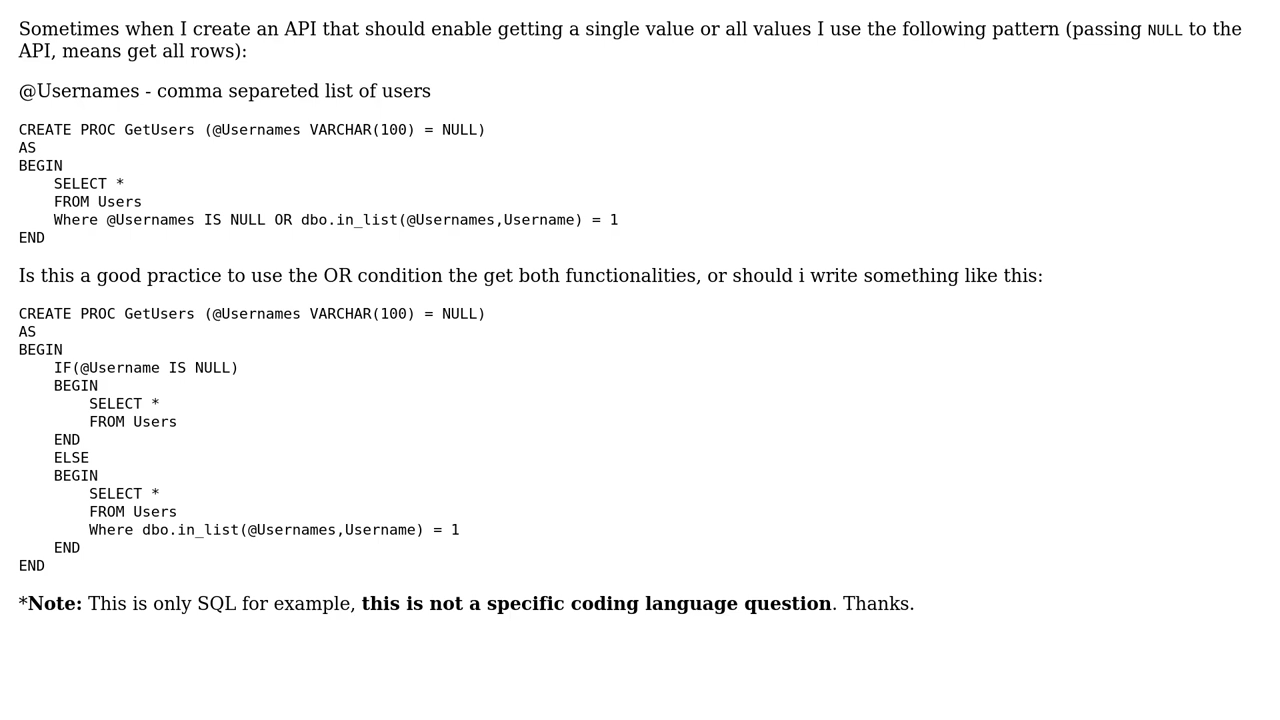 Sometimes when I create an API that should enable getting a single value or all values I use the following pattern (passing NULL to the
API, means get all rows):
@Usernames - comma separeted list of users
CREATE PROC GetUsers (@Usernames VARCHAR(100) = NULL)
AS
BEGIN
    SELECT *
    FROM Users
    Where @Usernames IS NULL OR dbo.in_list(@Usernames,Username) = 1
END
Is this a good practice to use the OR condition the get both functionalities, or should i write something like this:
CREATE PROC GetUsers (@Usernames VARCHAR(100) = NULL)
AS
BEGIN
    IF(@Username IS NULL)
    BEGIN
        SELECT *
        FROM Users
    END
    ELSE
    BEGIN
        SELECT *
        FROM Users
        Where dbo.in_list(@Usernames,Username) = 1
    END
END
*Note: This is only SQL for example, this is not a specific coding language question. Thanks.